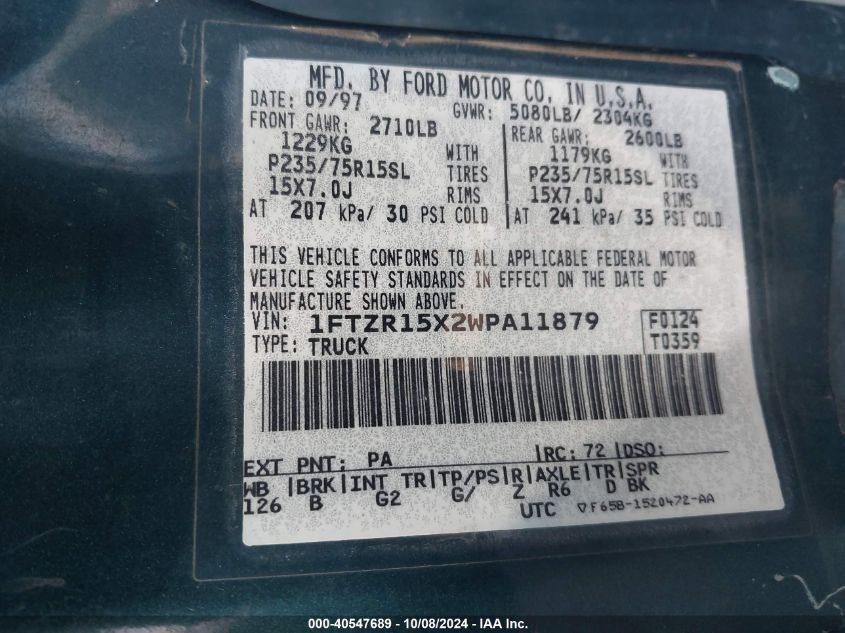 MFD. BY FORD MOTOR CO. IN U.S.A.
DATE: 09/97 GVWR: 5080LB/ 2304KG
FRONT GAWR: 2710LB REAR GAWR: 2600LB
1229KG WITH 1179KG WITH
P235/75R15SL TIRES P235/75R15SL TIRES
15X7.0J RIMS 15X7.0J RIMS
AT 207 kPa/ 30 PSI COLD AT 241 kPa/ 35 PSI COLD
THIS VEHICLE CONFORMS TO ALL APPLICABLE FEDERAL MOTOR
VEHICLE SAFETY STANDARDS IN EFFECT ON THE DATE OF
MANUFACTURE SHOWN ABOVE.
VIN: 1FTZR15X2WPA11879 F0124
TYPE: TRUCK T0359
EXT PNT: PA RC: 72 DSO:
WB BRK INT TR TP/PS R AXLE TR SPR
126 B G2 G/ Z R6 D BK
UTC ▽F65B-1520472-AA
000-40547689 - 10/08/2024 - IAA Inc.